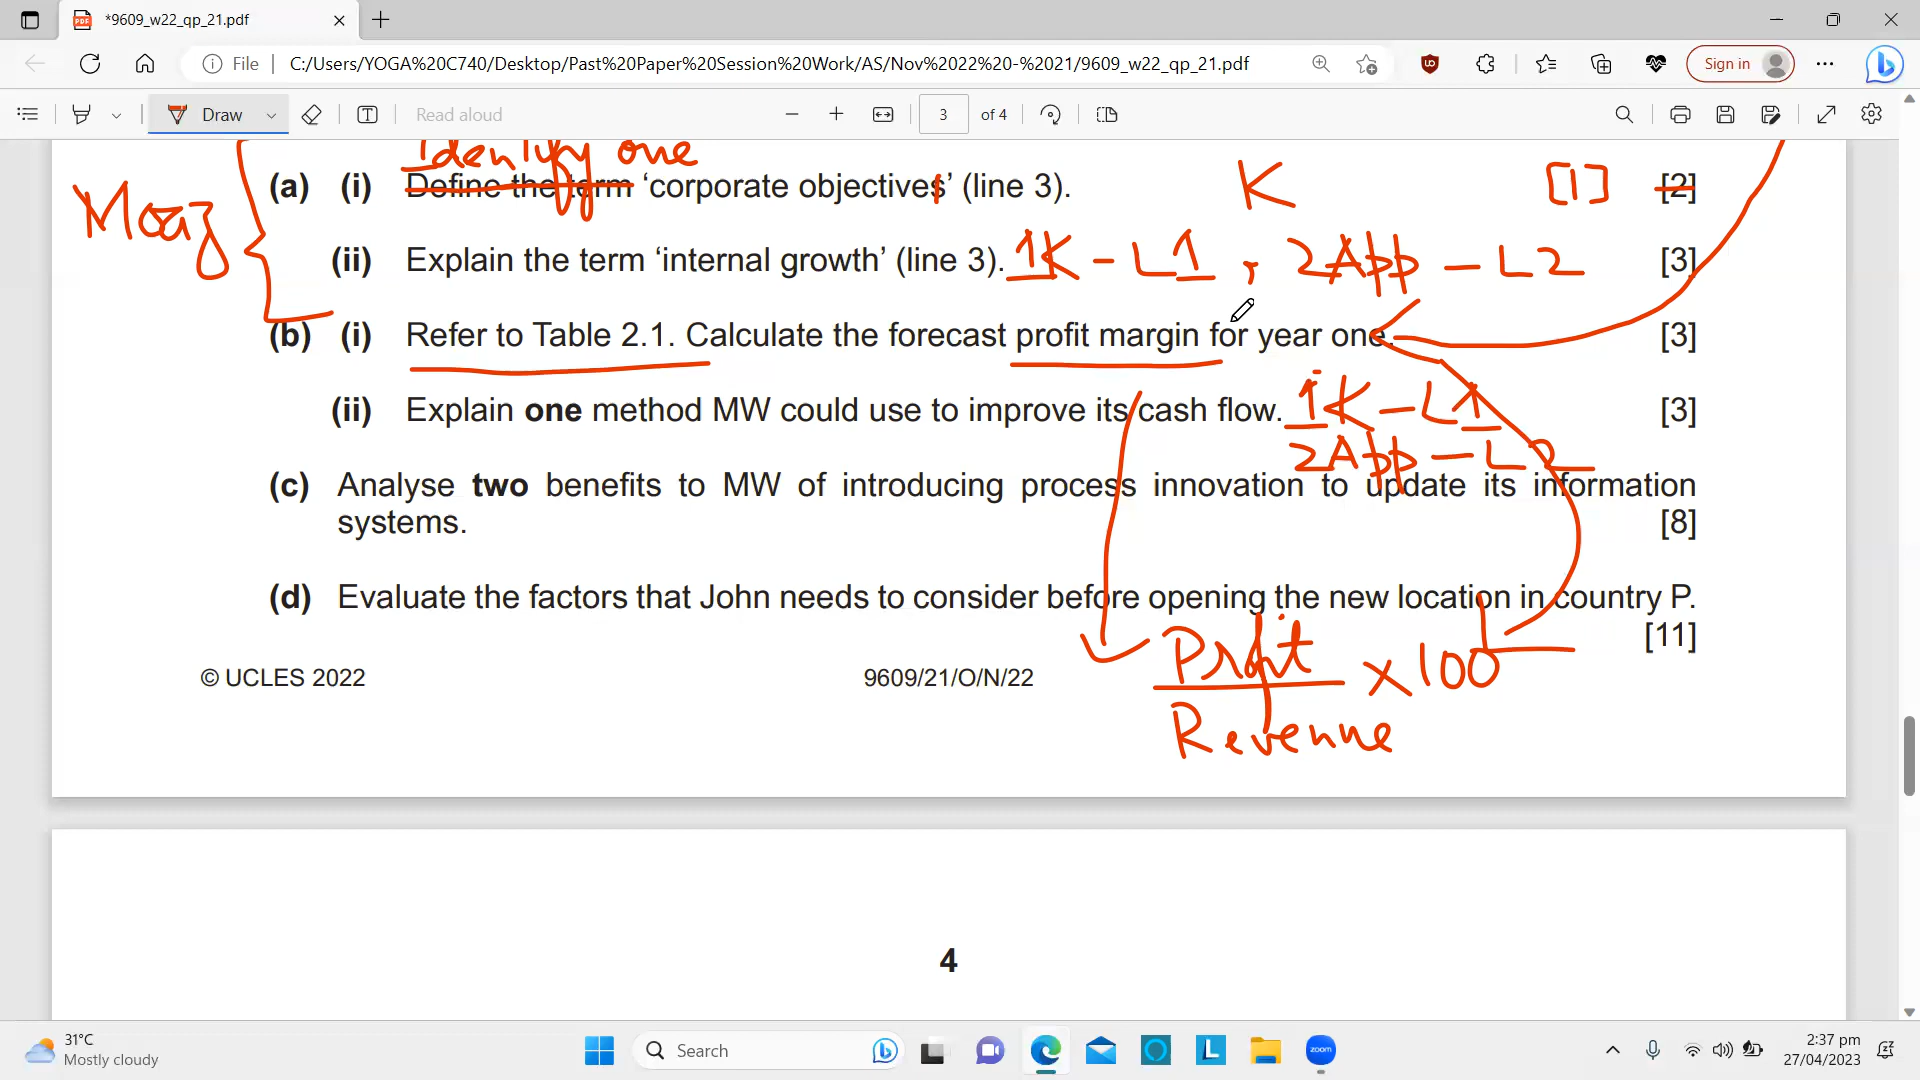 *9609_w22_qp_21.pdf
File C:/Users/YOGA%20C740/Desktop/Past%20Paper%20Session%20Work/AS/Nov%2022%20-%2021/9609_w22_qp_21.pdf Sign in
Draw Read aloud 3 of 4
Identify one
(a) (i) Define the term ‘corporate objectives’ (line 3). K [1] [2]
Moaz
(ii) Explain the term ‘internal growth’ (line 3). 1K - L1, 2App - L2 [3]
(b) (i) Refer to Table 2.1. Calculate the forecast profit margin for year one. [3]
(ii) Explain one method MW could use to improve its cash flow. 1K - L1 [3]
2App - L2
(c) Analyse two benefits to MW of introducing process innovation to update its information
systems. [8]
(d) Evaluate the factors that John needs to consider before opening the new location in country P.
[11]
Profit × 100
Revenue
© UCLES 2022 9609/21/O/N/22
4
31°C
Mostly cloudy
Search
zoom
2:37 pm
27/04/2023